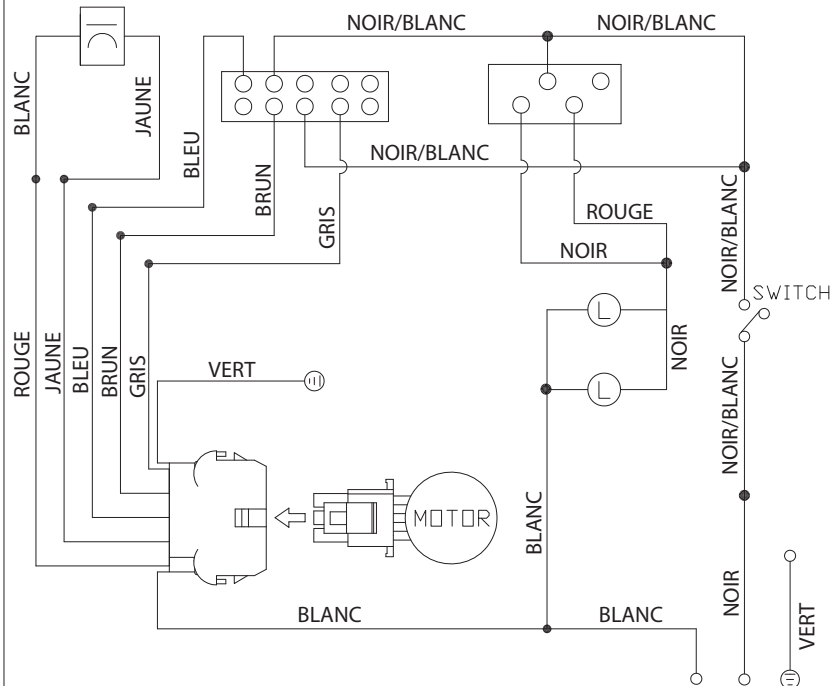 NOIR/BLANC
NOIR/BLANC
BLANC
JAUNE
BLEU
NOIR/BLANC
BRUN
GRIS
ROUGE
NOIR
NOIR/BLANC
SWITCH
L
ROUGE
JAUNE
BLEU
BRUN
GRIS
VERT
NOIR
L
NOIR/BLANC
MOTOR
BLANC
NOIR
VERT
BLANC
BLANC